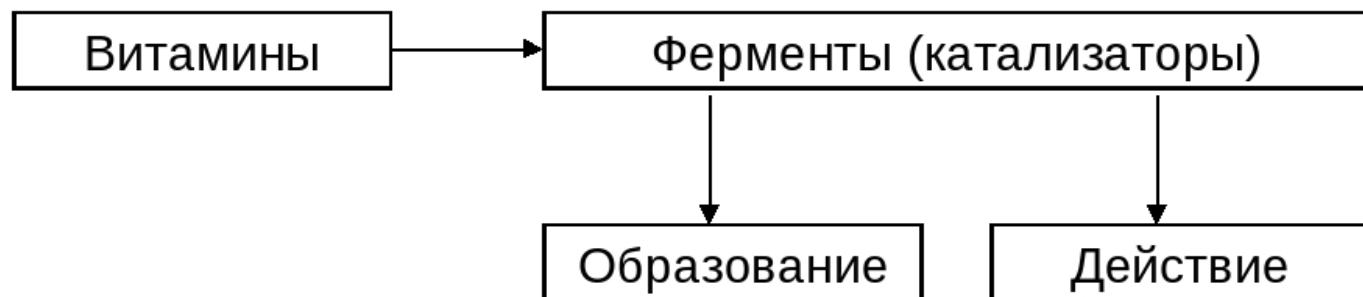 Витамины
Ферменты (катализаторы)
Образование
Действие